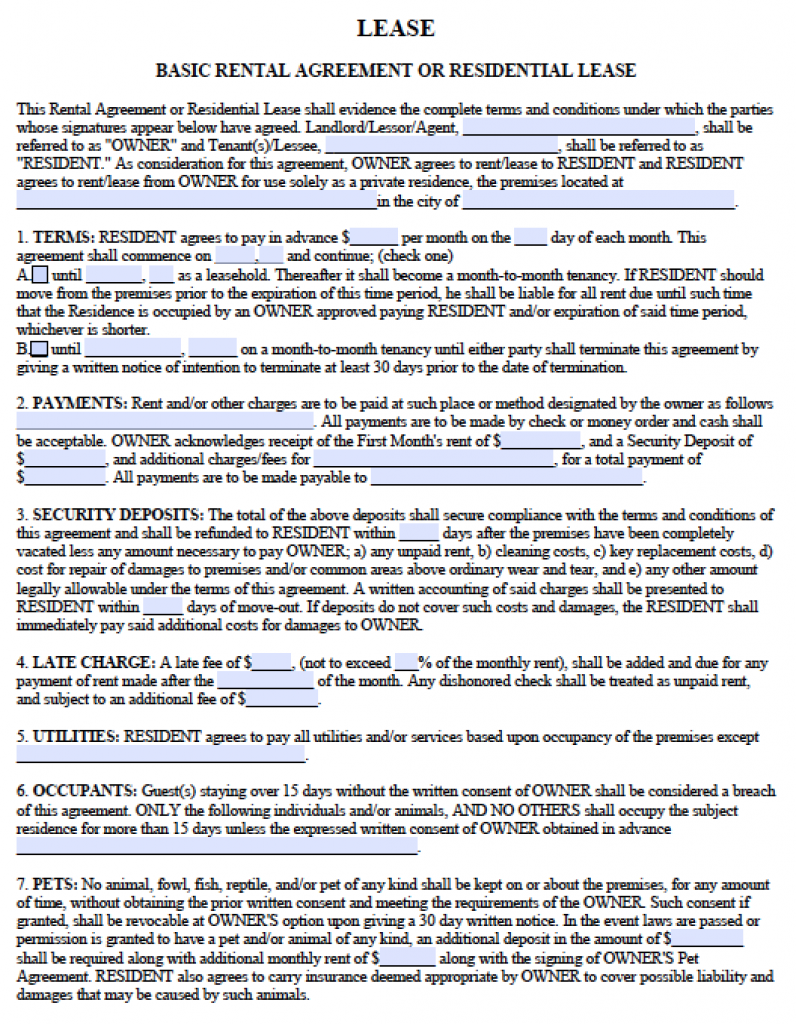 LEASE
BASIC RENTAL AGREEMENT OR RESIDENTIAL LEASE
This Rental Agreement or Residential Lease shall evidence the complete terms and conditions under which the parties
whose signatures appear below have agreed. Landlord/Lessor/Agent, , shall be
referred to as "OWNER" and Tenant(s)/Lessee, , shall be referred to as
"RESIDENT." As consideration for this agreement, OWNER agrees to rent/lease to RESIDENT and RESIDENT
agrees to rent/lease from OWNER for use solely as a private residence, the premises located at
in the city of .
1. TERMS: RESIDENT agrees to pay in advance $ per month on the day of each month. This
agreement shall commence on , and continue; (check one)
A. until , as a leasehold. Thereafter it shall become a month-to-month tenancy. If RESIDENT should
move from the premises prior to the expiration of this time period, he shall be liable for all rent due until such time
that the Residence is occupied by an OWNER approved paying RESIDENT and/or expiration of said time period,
whichever is shorter.
B. until , on a month-to-month tenancy until either party shall terminate this agreement by
giving a written notice of intention to terminate at least 30 days prior to the date of termination.
2. PAYMENTS: Rent and/or other charges are to be paid at such place or method designated by the owner as follows
. All payments are to be made by check or money order and cash shall
be acceptable. OWNER acknowledges receipt of the First Month's rent of $ , and a Security Deposit of
$ , and additional charges/fees for , for a total payment of
$ . All payments are to be made payable to .
3. SECURITY DEPOSITS: The total of the above deposits shall secure compliance with the terms and conditions of
this agreement and shall be refunded to RESIDENT within days after the premises have been completely
vacated less any amount necessary to pay OWNER; a) any unpaid rent, b) cleaning costs, c) key replacement costs, d)
cost for repair of damages to premises and/or common areas above ordinary wear and tear, and e) any other amount
legally allowable under the terms of this agreement. A written accounting of said charges shall be presented to
RESIDENT within days of move-out. If deposits do not cover such costs and damages, the RESIDENT shall
immediately pay said additional costs for damages to OWNER.
4. LATE CHARGE: A late fee of $ , (not to exceed % of the monthly rent), shall be added and due for any
payment of rent made after the of the month. Any dishonored check shall be treated as unpaid rent,
and subject to an additional fee of $ .
5. UTILITIES: RESIDENT agrees to pay all utilities and/or services based upon occupancy of the premises except
.
6. OCCUPANTS: Guest(s) staying over 15 days without the written consent of OWNER shall be considered a breach
of this agreement. ONLY the following individuals and/or animals, AND NO OTHERS shall occupy the subject
residence for more than 15 days unless the expressed written consent of OWNER obtained in advance
.
7. PETS: No animal, fowl, fish, reptile, and/or pet of any kind shall be kept on or about the premises, for any amount
of time, without obtaining the prior written consent and meeting the requirements of the OWNER. Such consent if
granted, shall be revocable at OWNER'S option upon giving a 30 day written notice. In the event laws are passed or
permission is granted to have a pet and/or animal of any kind, an additional deposit in the amount of $
shall be required along with additional monthly rent of $ along with the signing of OWNER'S Pet
Agreement. RESIDENT also agrees to carry insurance deemed appropriate by OWNER to cover possible liability and
damages that may be caused by such animals.